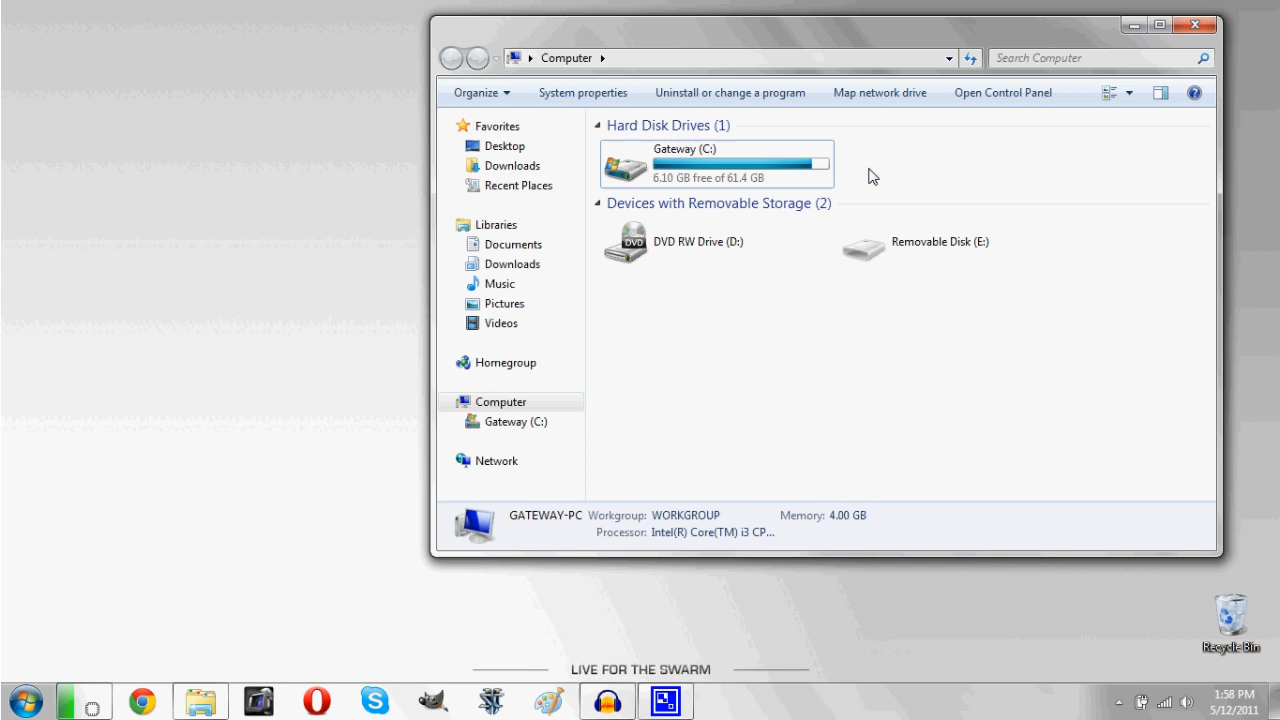 Computer
Search Computer
Organize
System properties
Uninstall or change a program
Map network drive
Open Control Panel
Favorites
Desktop
Downloads
Recent Places
Libraries
Documents
Downloads
Music
Pictures
Videos
Homegroup
Computer
Gateway (C:)
Network
Hard Disk Drives (1)
Gateway (C:)
6.10 GB free of 61.4 GB
Devices with Removable Storage (2)
DVD
DVD RW Drive (D:)
Removable Disk (E:)
GATEWAY-PC Workgroup: WORKGROUP Memory: 4.00 GB
Processor: Intel(R) Core(TM) i3 CP...
Recycle Bin
LIVE FOR THE SWARM
1:58 PM
5/12/2011